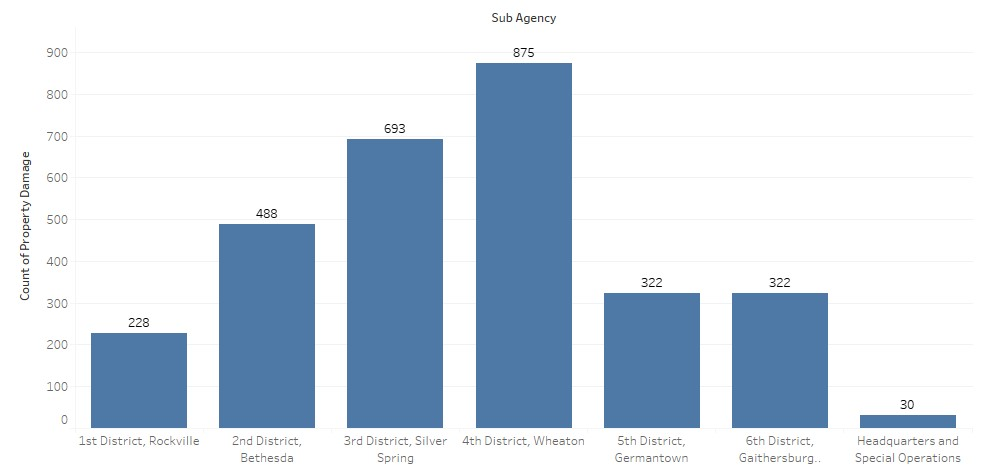 Sub Agency
Count of Property Damage
900
800
700
600
500
400
300
200
100
0
228
488
693
875
322
322
30
1st District, Rockville
2nd District,
Bethesda
3rd District, Silver
Spring
4th District, Wheaton
5th District,
Germantown
6th District,
Gaithersburg..
Headquarters and
Special Operations